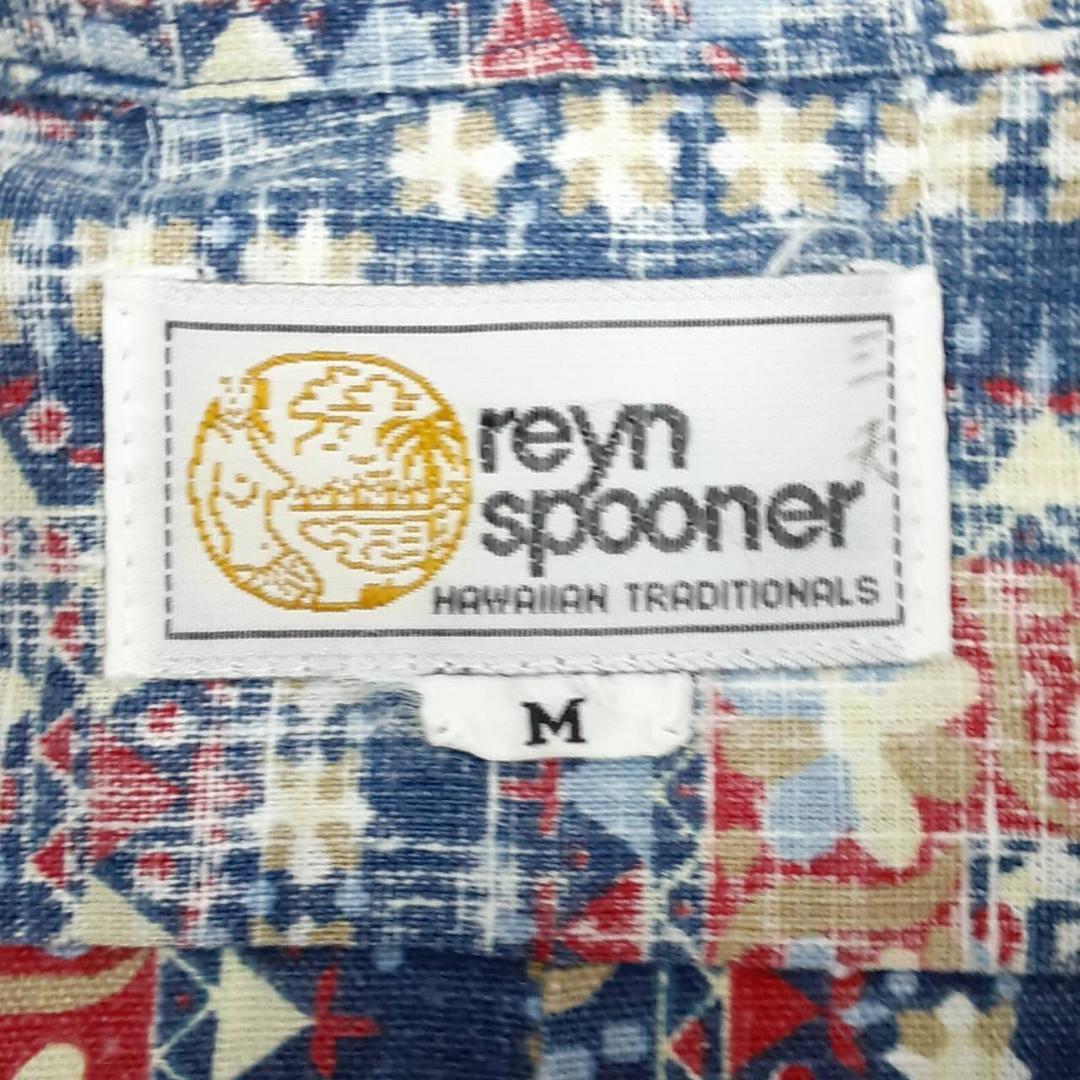 reyn
spooner
HAWAIIAN TRADITIONALS
M